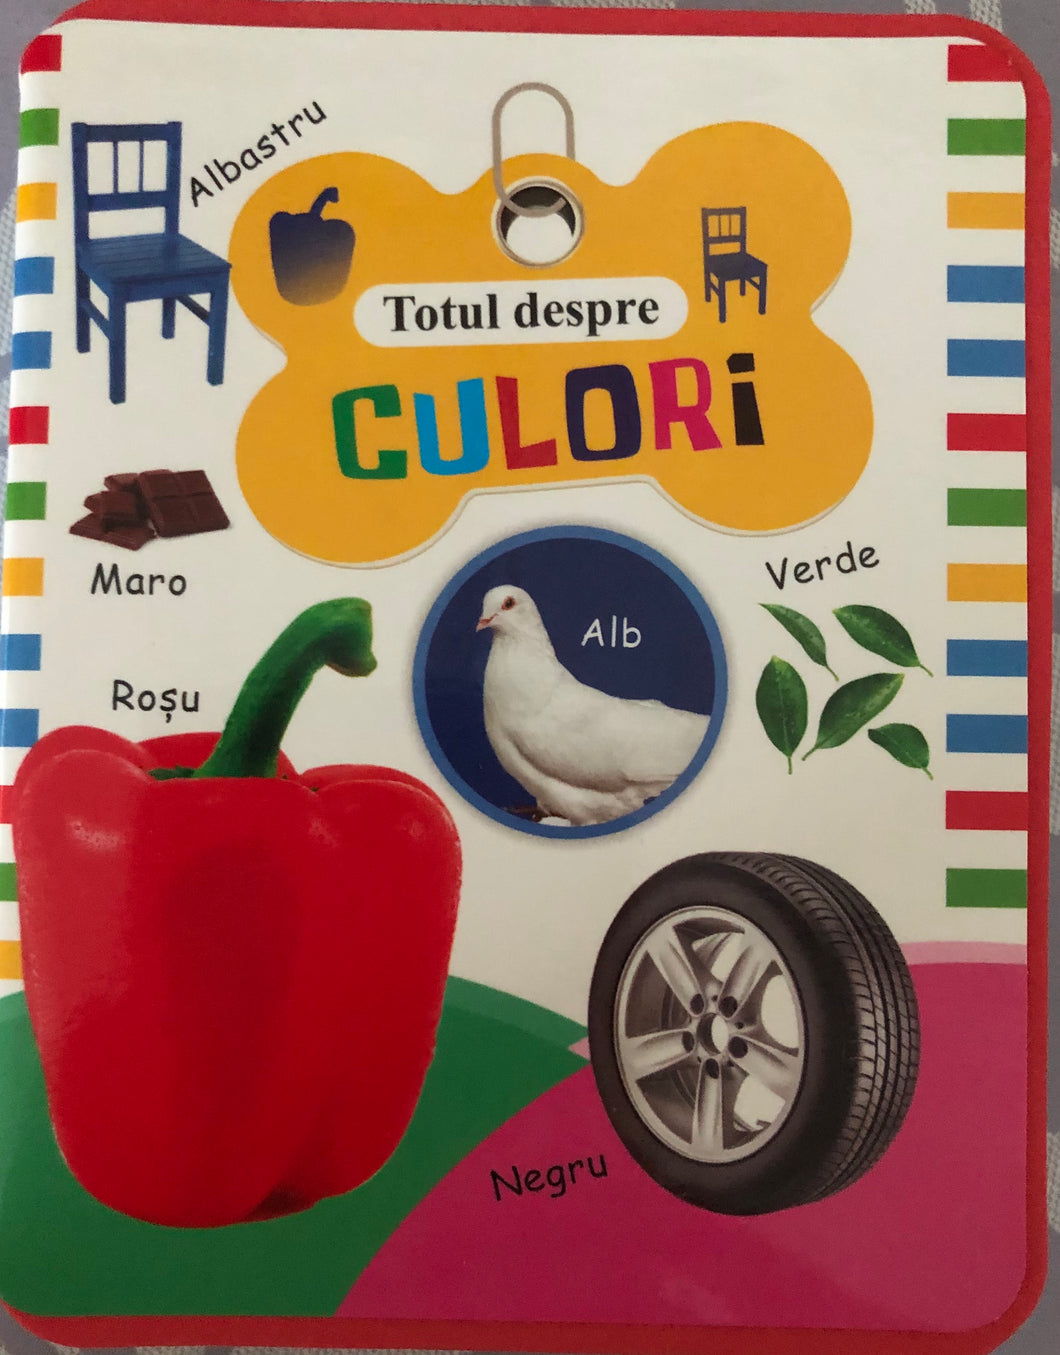 Albastru
Totul despre
CULORi
Maro
Verde
Alb
Roșu
Negru